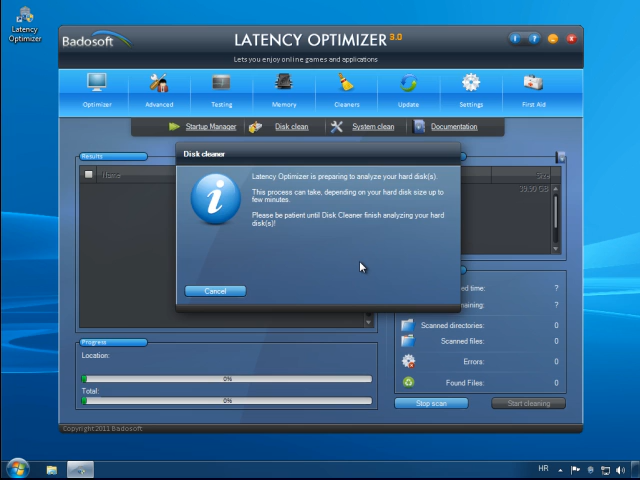 Latency
Optimizer
Badosoft
LATENCY OPTIMIZER 3.0
Lets you enjoy online games and applications
Optimizer
Advanced
Testing
Memory
Cleaners
Update
Settings
First Aid
Startup Manager
Disk clean
System clean
Documentation
Results
Name
Size
39.90 GB
Disk cleaner
Latency Optimizer is preparing to analyze your hard disk(s).
This process can take, depending on your hard disk size up to
few minutes.
Please be patient until Disk Cleaner finish analyzing your hard
disk(s)!
Cancel
ed time: ?
aining: ?
Scanned directories: 0
Scanned files: 0
Errors: 0
Found Files: 0
Progress
Location:
0%
Total:
0%
Stop scan
Start cleaning
Copyright 2011 Badosoft
HR